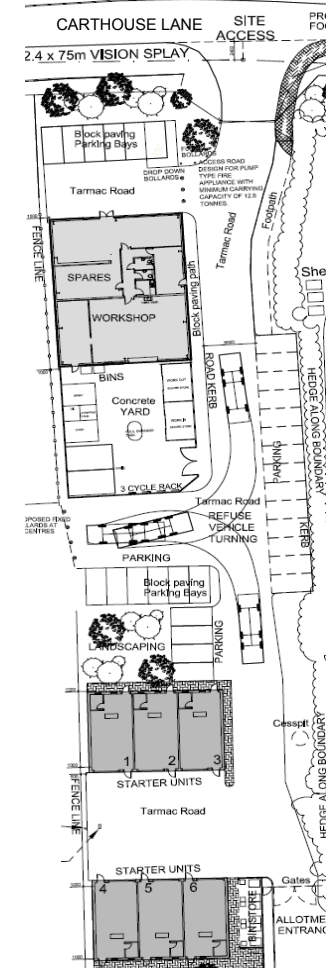 CARTHOUSE LANE
SITE
ACCESS
2.4 x 75m VISION SPLAY
Block paving
Parking Bays
DROP DOWN
BOLLARDS
ACCESS ROAD
DESIGN FOR PUMP
TYPE FIRE
APPLIANCE WITH
MINIMUM CARRYING
CAPACITY OF 12.5
TONNES.
Tarmac Road
Tarmac Road
Footpath
FENCE LINE
SPARES
WORKSHOP
Block paving path
BINS
Concrete
YARD
ROAD KERB
PARKING
HEDGE ALONG BOUNDARY
KERB
3 CYCLE RACK
Tarmac Road
REFUSE
VEHICLE
TURNING
PARKING
Block paving
Parking Bays
PARKING
LANDSCAPING
1
2
3
STARTER UNITS
Cesspit
HEDGE ALONG BOUNDARY
FENCE LINE
Tarmac Road
STARTER UNITS
4
5
6
BIN STORE
Gates